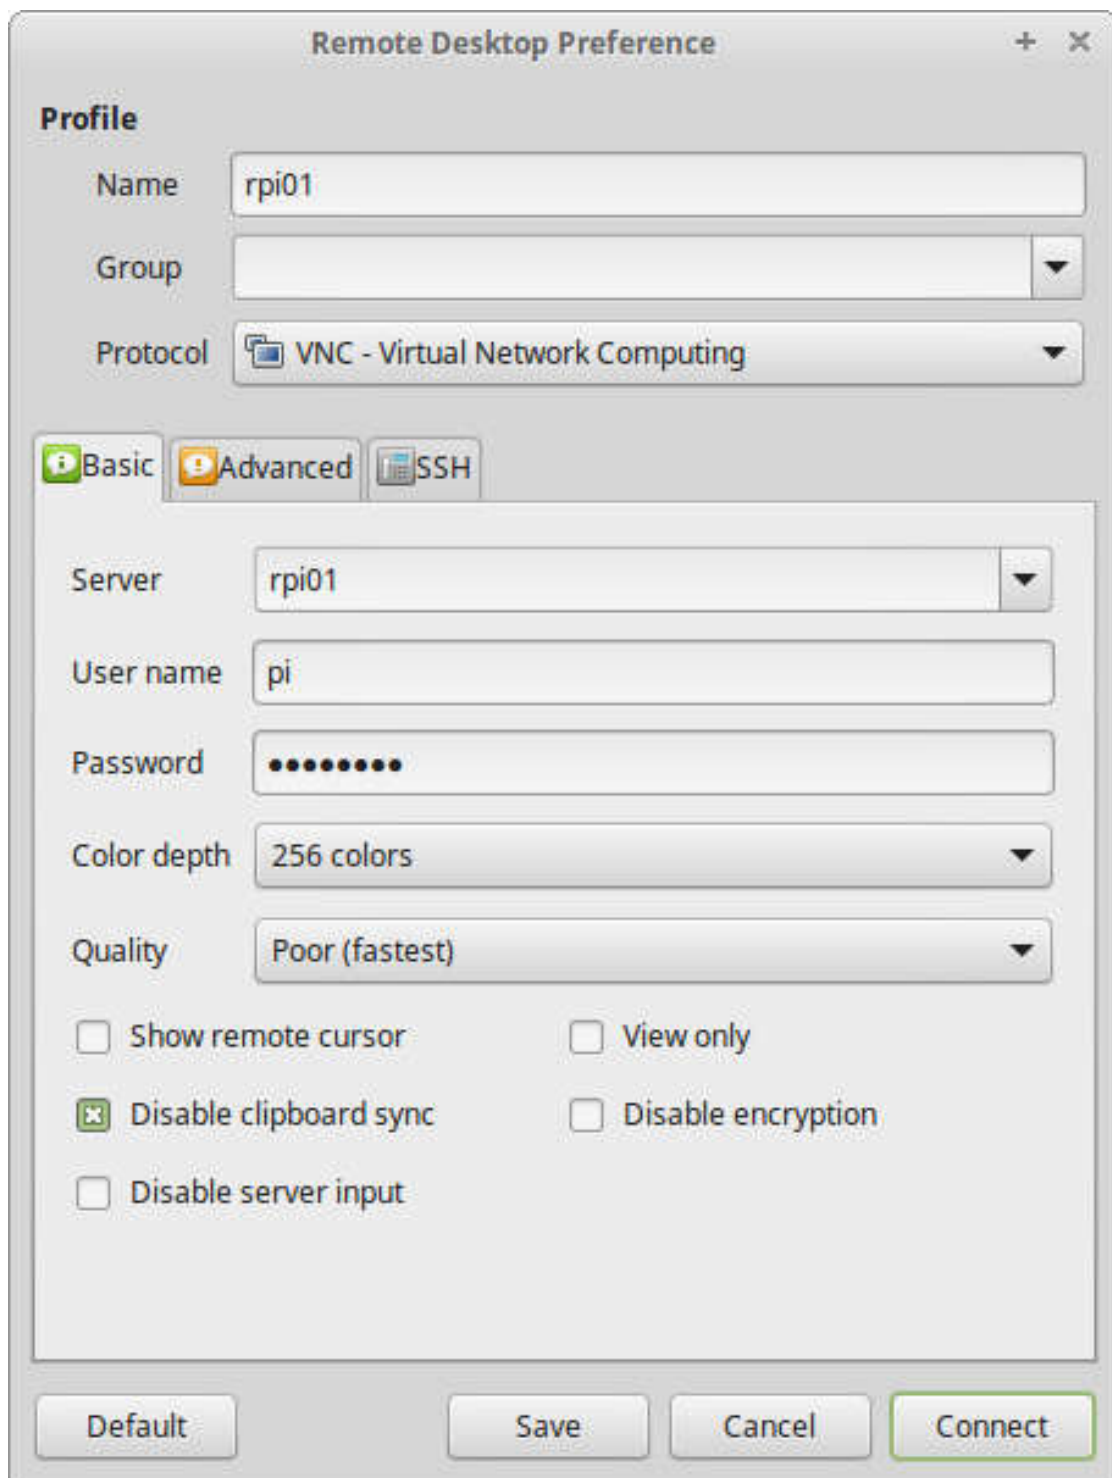 Remote Desktop Preference
Profile
Name rpi01
Group
Protocol VNC - Virtual Network Computing
Basic Advanced SSH
Server rpi01
User name pi
Password ●●●●●●●●
Color depth 256 colors
Quality Poor (fastest)
Show remote cursor View only
Disable clipboard sync Disable encryption
Disable server input
Default Save Cancel Connect